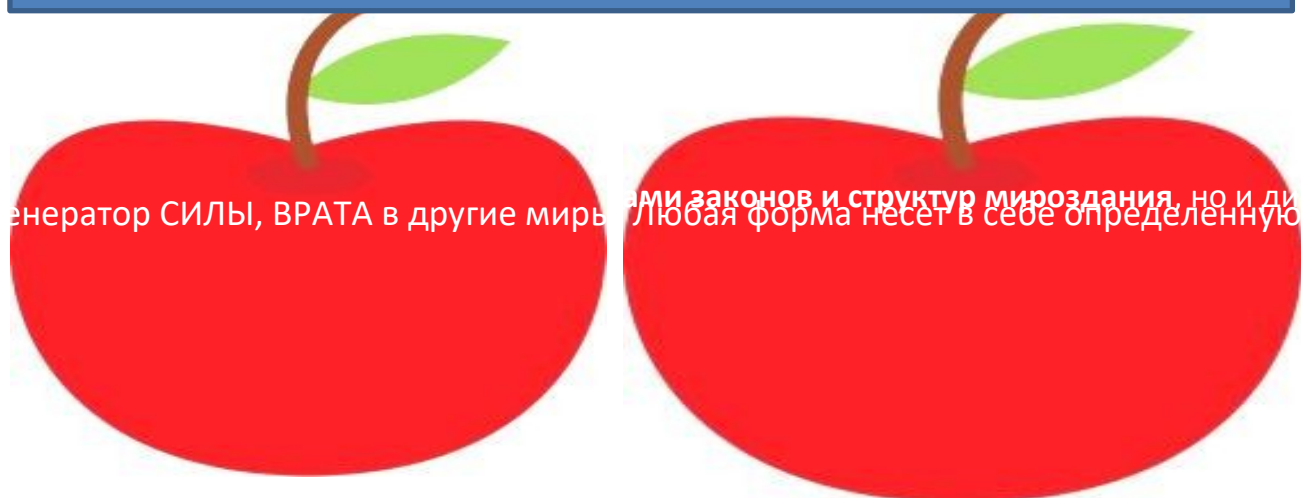 ами законов и структур мироздания, но и ди
енератор СИЛЫ, ВРАТА в другие миры. Любая форма несет в себе определенную